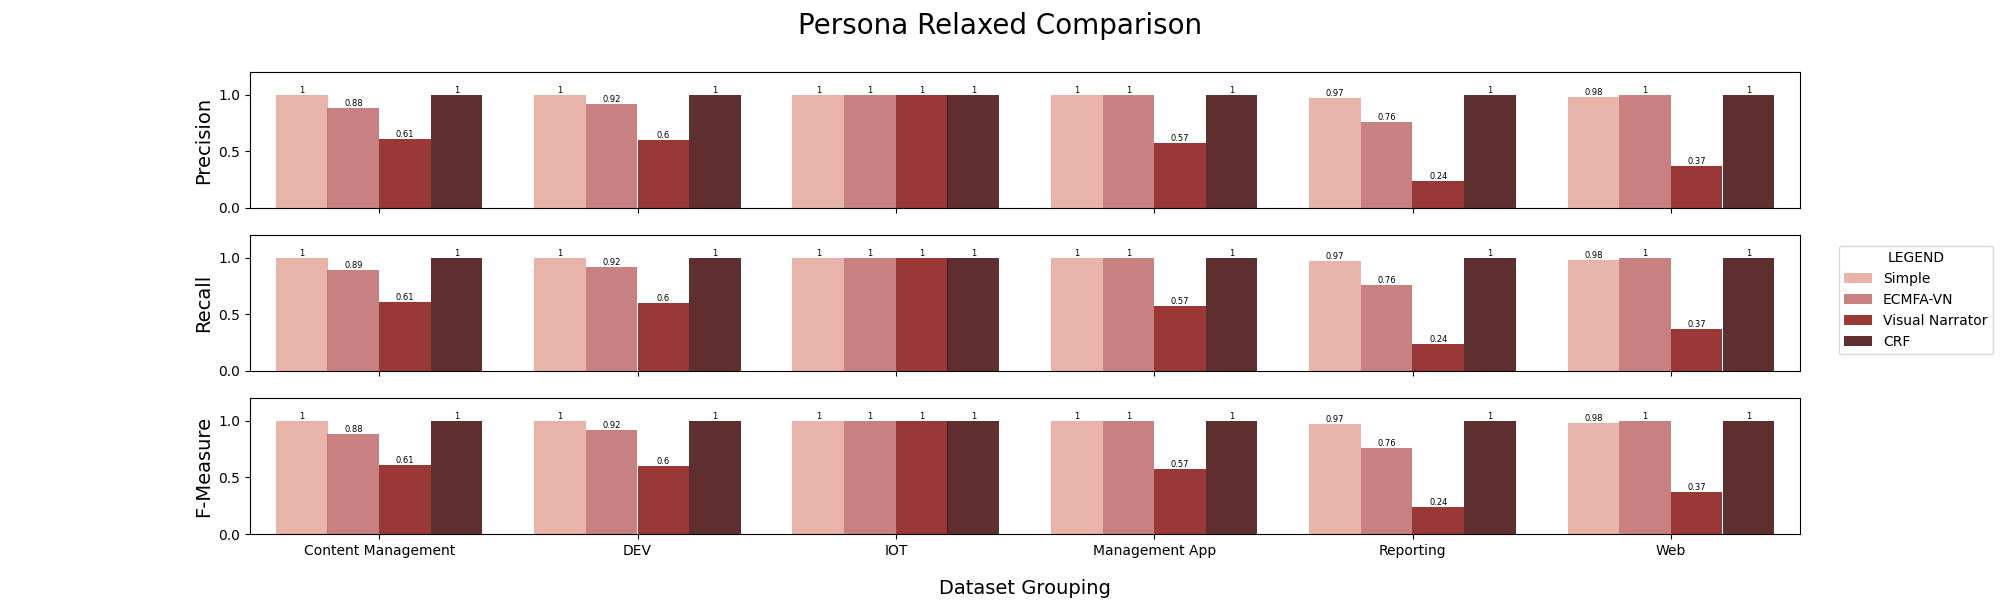 Persona Relaxed Comparison
Precision
1.0
0.5
0.0
1 0.88 0.61 1 1 0.92 0.6 1 1 1 1 1 1 1 0.57 1 0.97 0.76 0.24 1 0.98 1 0.37 1
Recall
1.0
0.5
0.0
1 0.89 0.61 1 1 0.92 0.6 1 1 1 1 1 1 1 0.57 1 0.97 0.76 0.24 1 0.98 1 0.37 1
LEGEND
Simple
ECMFA-VN
Visual Narrator
CRF
F-Measure
1.0
0.5
0.0
1 0.88 0.61 1 1 0.92 0.6 1 1 1 1 1 1 1 0.57 1 0.97 0.76 0.24 1 0.98 1 0.37 1
Content Management DEV IOT Management App Reporting Web
Dataset Grouping